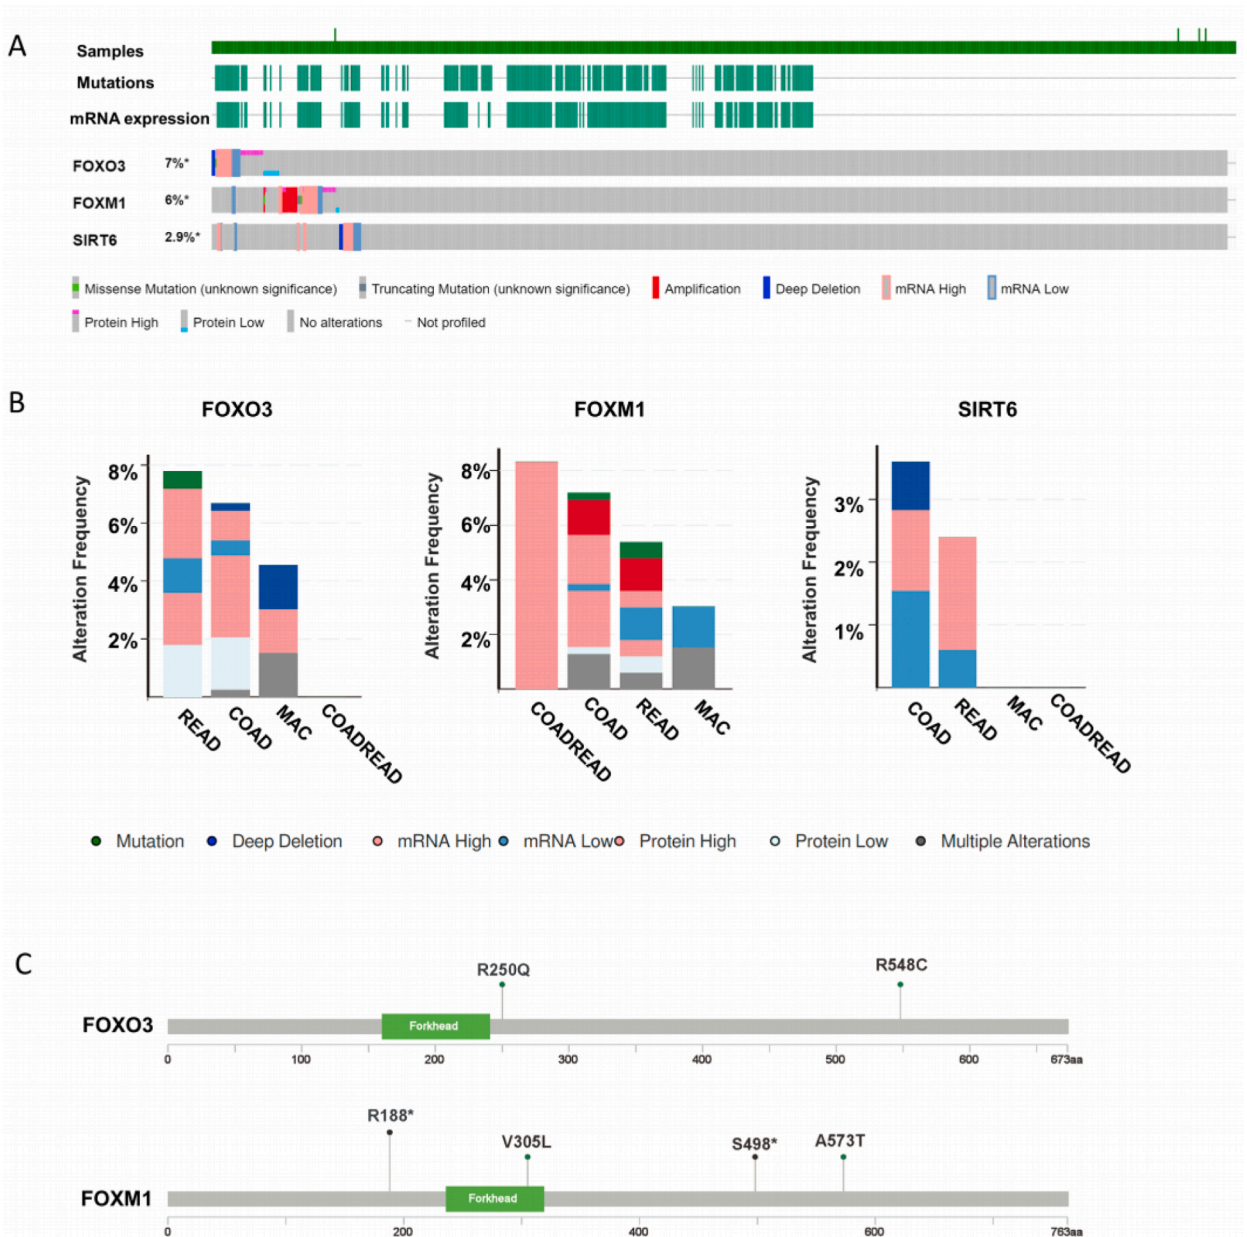 A
Samples
Mutations
mRNA expression
FOXO3 7%*
FOXM1 6%*
SIRT6 2.9%*
Missense Mutation (unknown significance) Truncating Mutation (unknown significance) Amplification Deep Deletion mRNA High mRNA Low
Protein High Protein Low No alterations Not profiled
B
FOXO3
Alteration Frequency
8%
6%
4%
2%
READ COAD MAC COADREAD
FOXM1
Alteration Frequency
8%
6%
4%
2%
COADREAD COAD READ MAC
SIRT6
Alteration Frequency
3%
2%
1%
COAD READ MAC COADREAD
Mutation Deep Deletion mRNA High mRNA Low Protein High Protein Low Multiple Alterations
C
R250Q R548C
FOXO3 Forkhead
0 100 200 300 400 500 600 673aa
R188* V305L S498* A573T
FOXM1 Forkhead
0 200 400 600 763aa